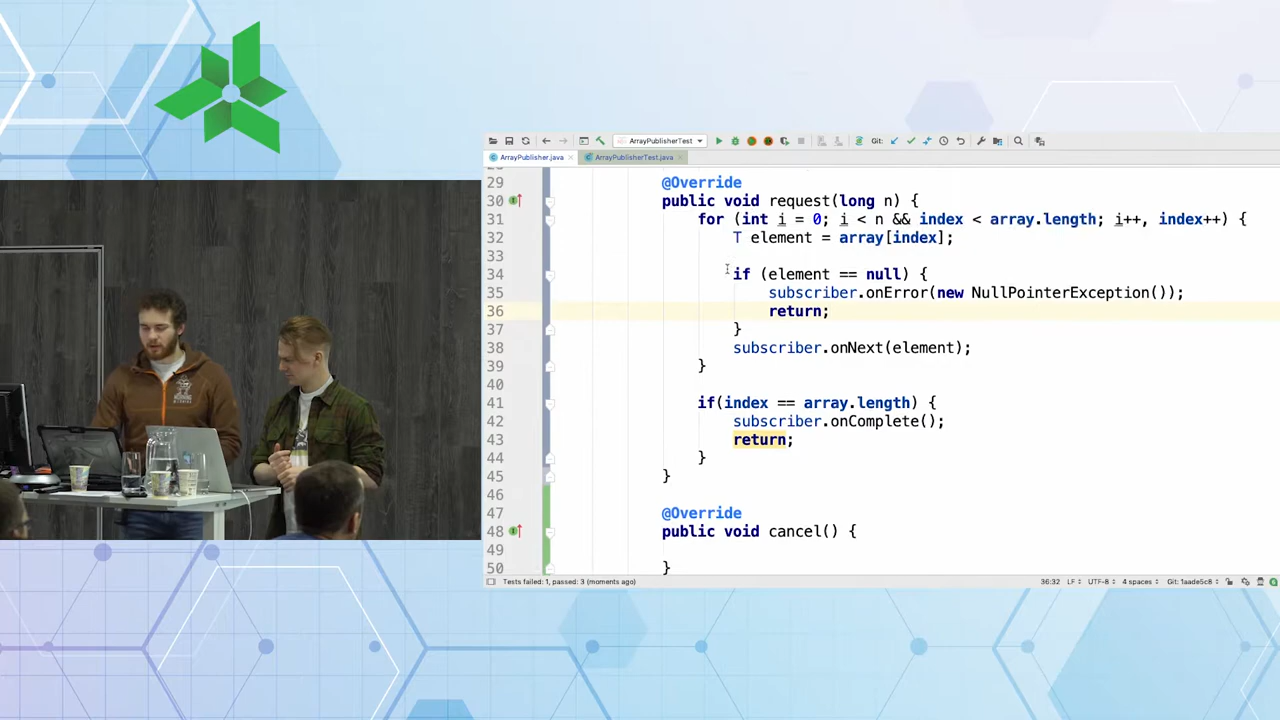 ArrayPublisherTest
Git:
ArrayPublisher.java
ArrayPublisherTest.java
29 @Override
30 public void request(long n) {
31 for (int i = 0; i < n && index < array.length; i++, index++) {
32 T element = array[index];
33
34 if (element == null) {
35 subscriber.onError(new NullPointerException());
36 return;
37 }
38 subscriber.onNext(element);
39 }
40
41 if(index == array.length) {
42 subscriber.onComplete();
43 return;
44 }
45 }
46
47 @Override
48 public void cancel() {
49
50 }
Tests failed: 1, passed: 3 (moments ago)
36:32 LF UTF-8 4 spaces Git: 1aade5c8